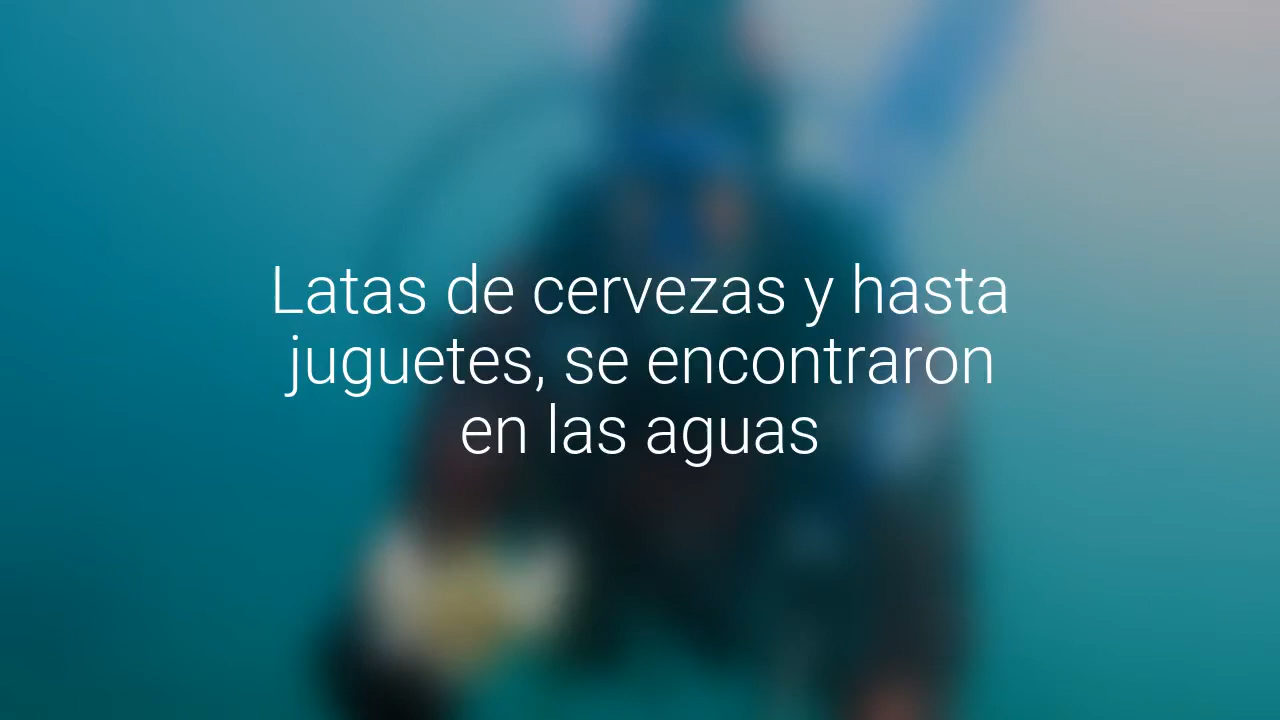 Latas de cervezas y hasta
juguetes, se encontraron
en las aguas